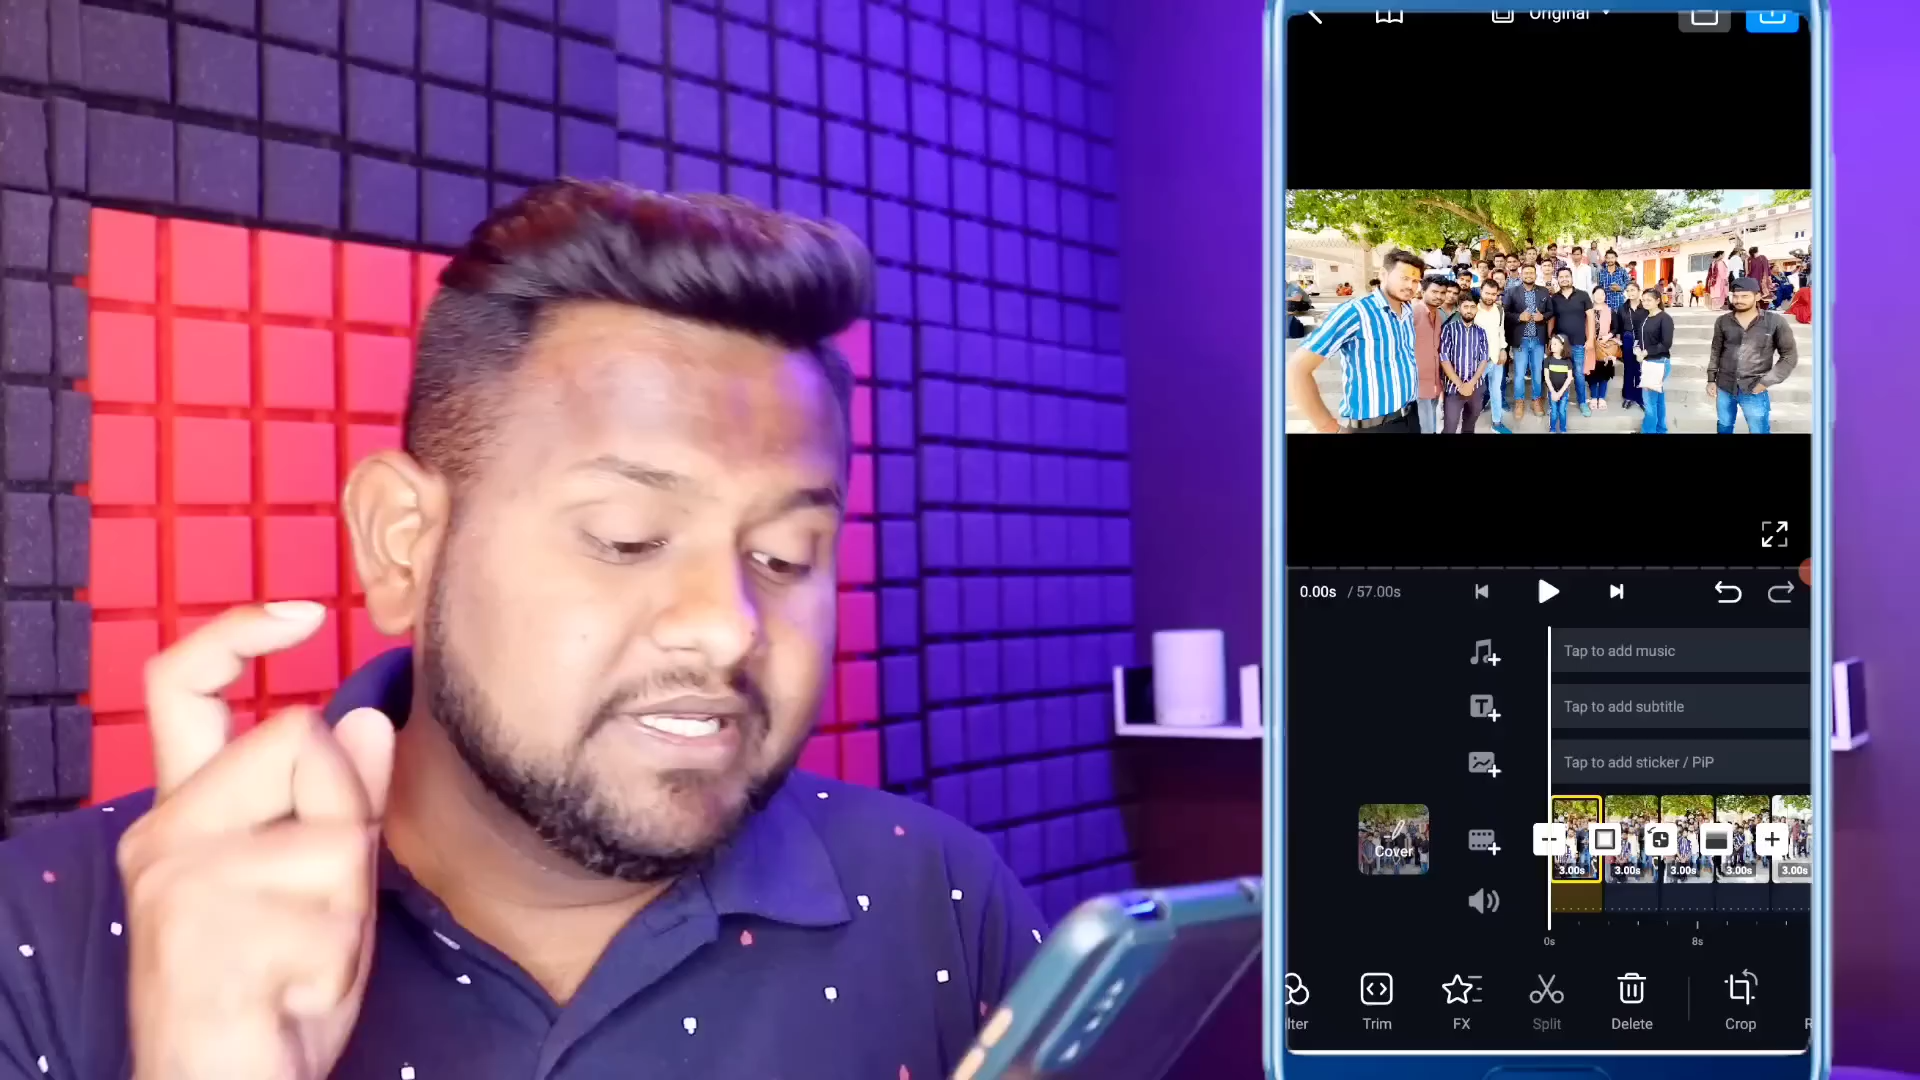 Original
0.00s / 57.00s
Tap to add music
Tap to add subtitle
Tap to add sticker / PiP
Cover
3.00s 3.00s 3.00s 3.00s 3.00s
0s 8s
lter Trim FX Split Delete Crop